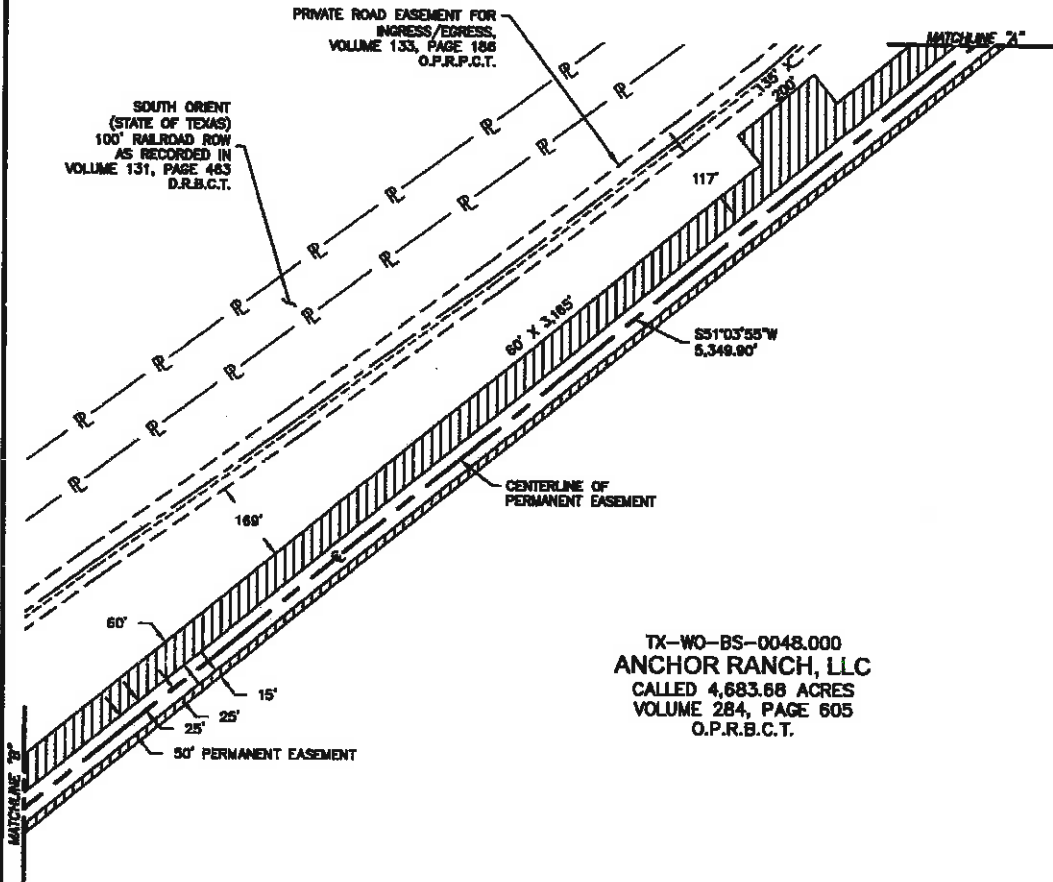 PRIVATE ROAD EASEMENT FOR
INGRESS/EGRESS,
VOLUME 133, PAGE 186
O.P.R.P.C.T.
MATCHLINE "A"
SOUTH ORIENT
(STATE OF TEXAS)
100' RAILROAD ROW
AS RECORDED IN
VOLUME 131, PAGE 463
D.R.B.C.T.
135' X
200'
117'
60' X 3,165'
S51°03'55"W
5,349.90'
CENTERLINE OF
PERMANENT EASEMENT
169'
60'
15'
25'
25'
50' PERMANENT EASEMENT
MATCHLINE "B"
TX-WO-BS-0048.000
ANCHOR RANCH, LLC
CALLED 4,683.68 ACRES
VOLUME 284, PAGE 605
O.P.R.B.C.T.